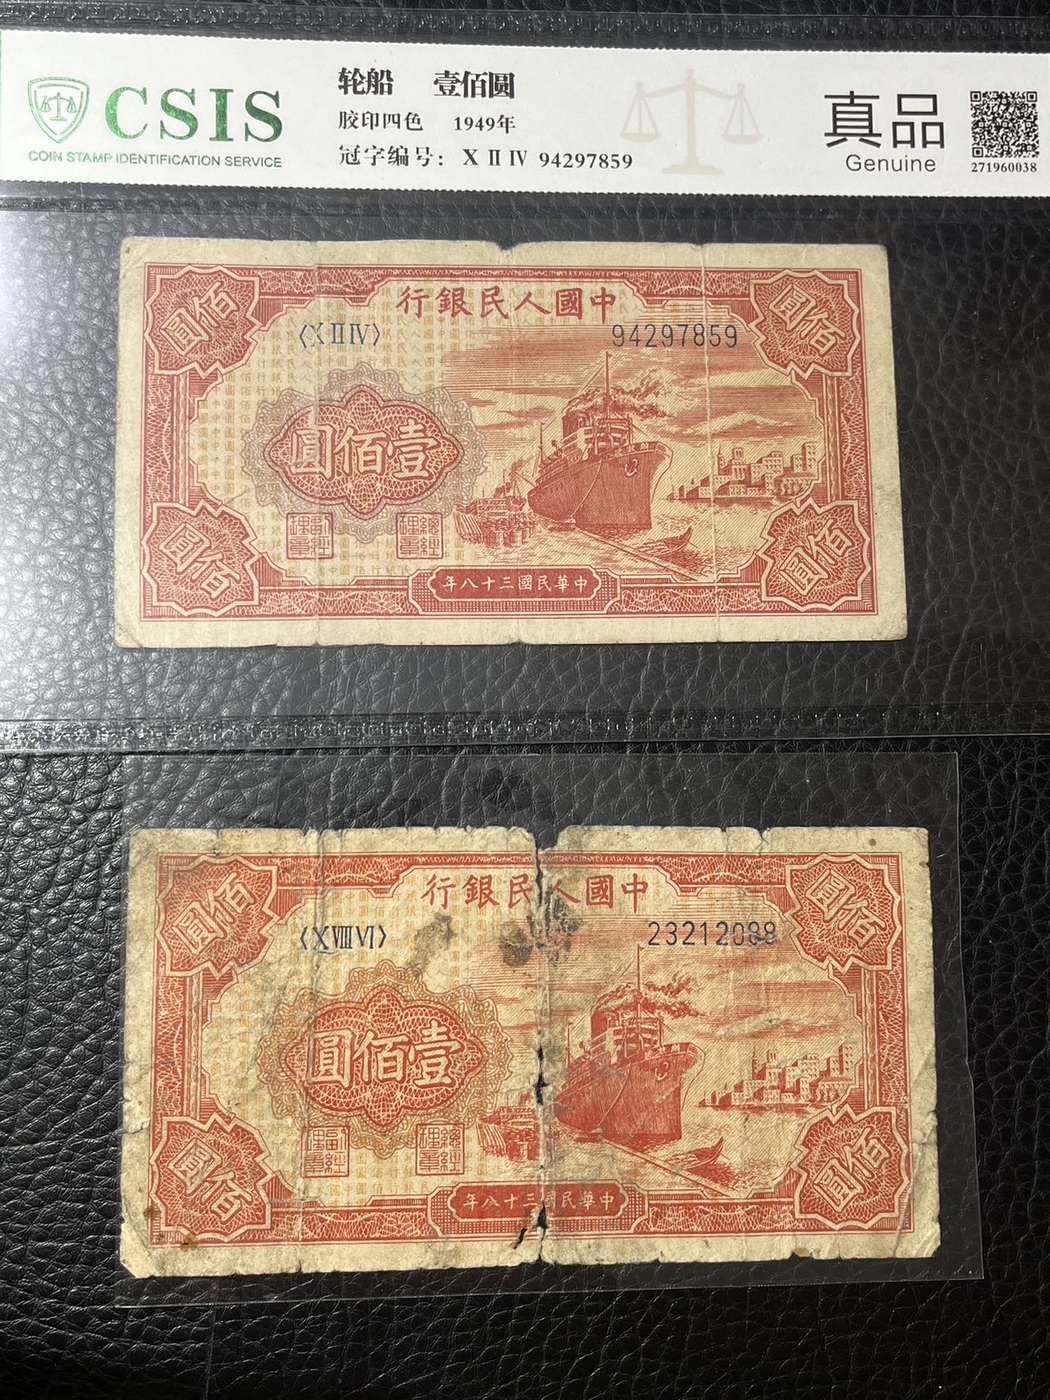 CSIS
COIN STAMP IDENTIFICATION SERVICE
轮船 壹佰圆
胶印四色 1949年
冠字编号: X II IV 94297859
真品
Genuine
271960038
行銀民人國中
〈X II IV〉 94297859
圓佰 圓佰
圓佰壹
圓佰 圓佰
年八十三國民華中
行銀民人國中
〈X VIII VI〉 23212088
圓佰 圓佰
圓佰壹
圓佰 圓佰
年八十三國民華中